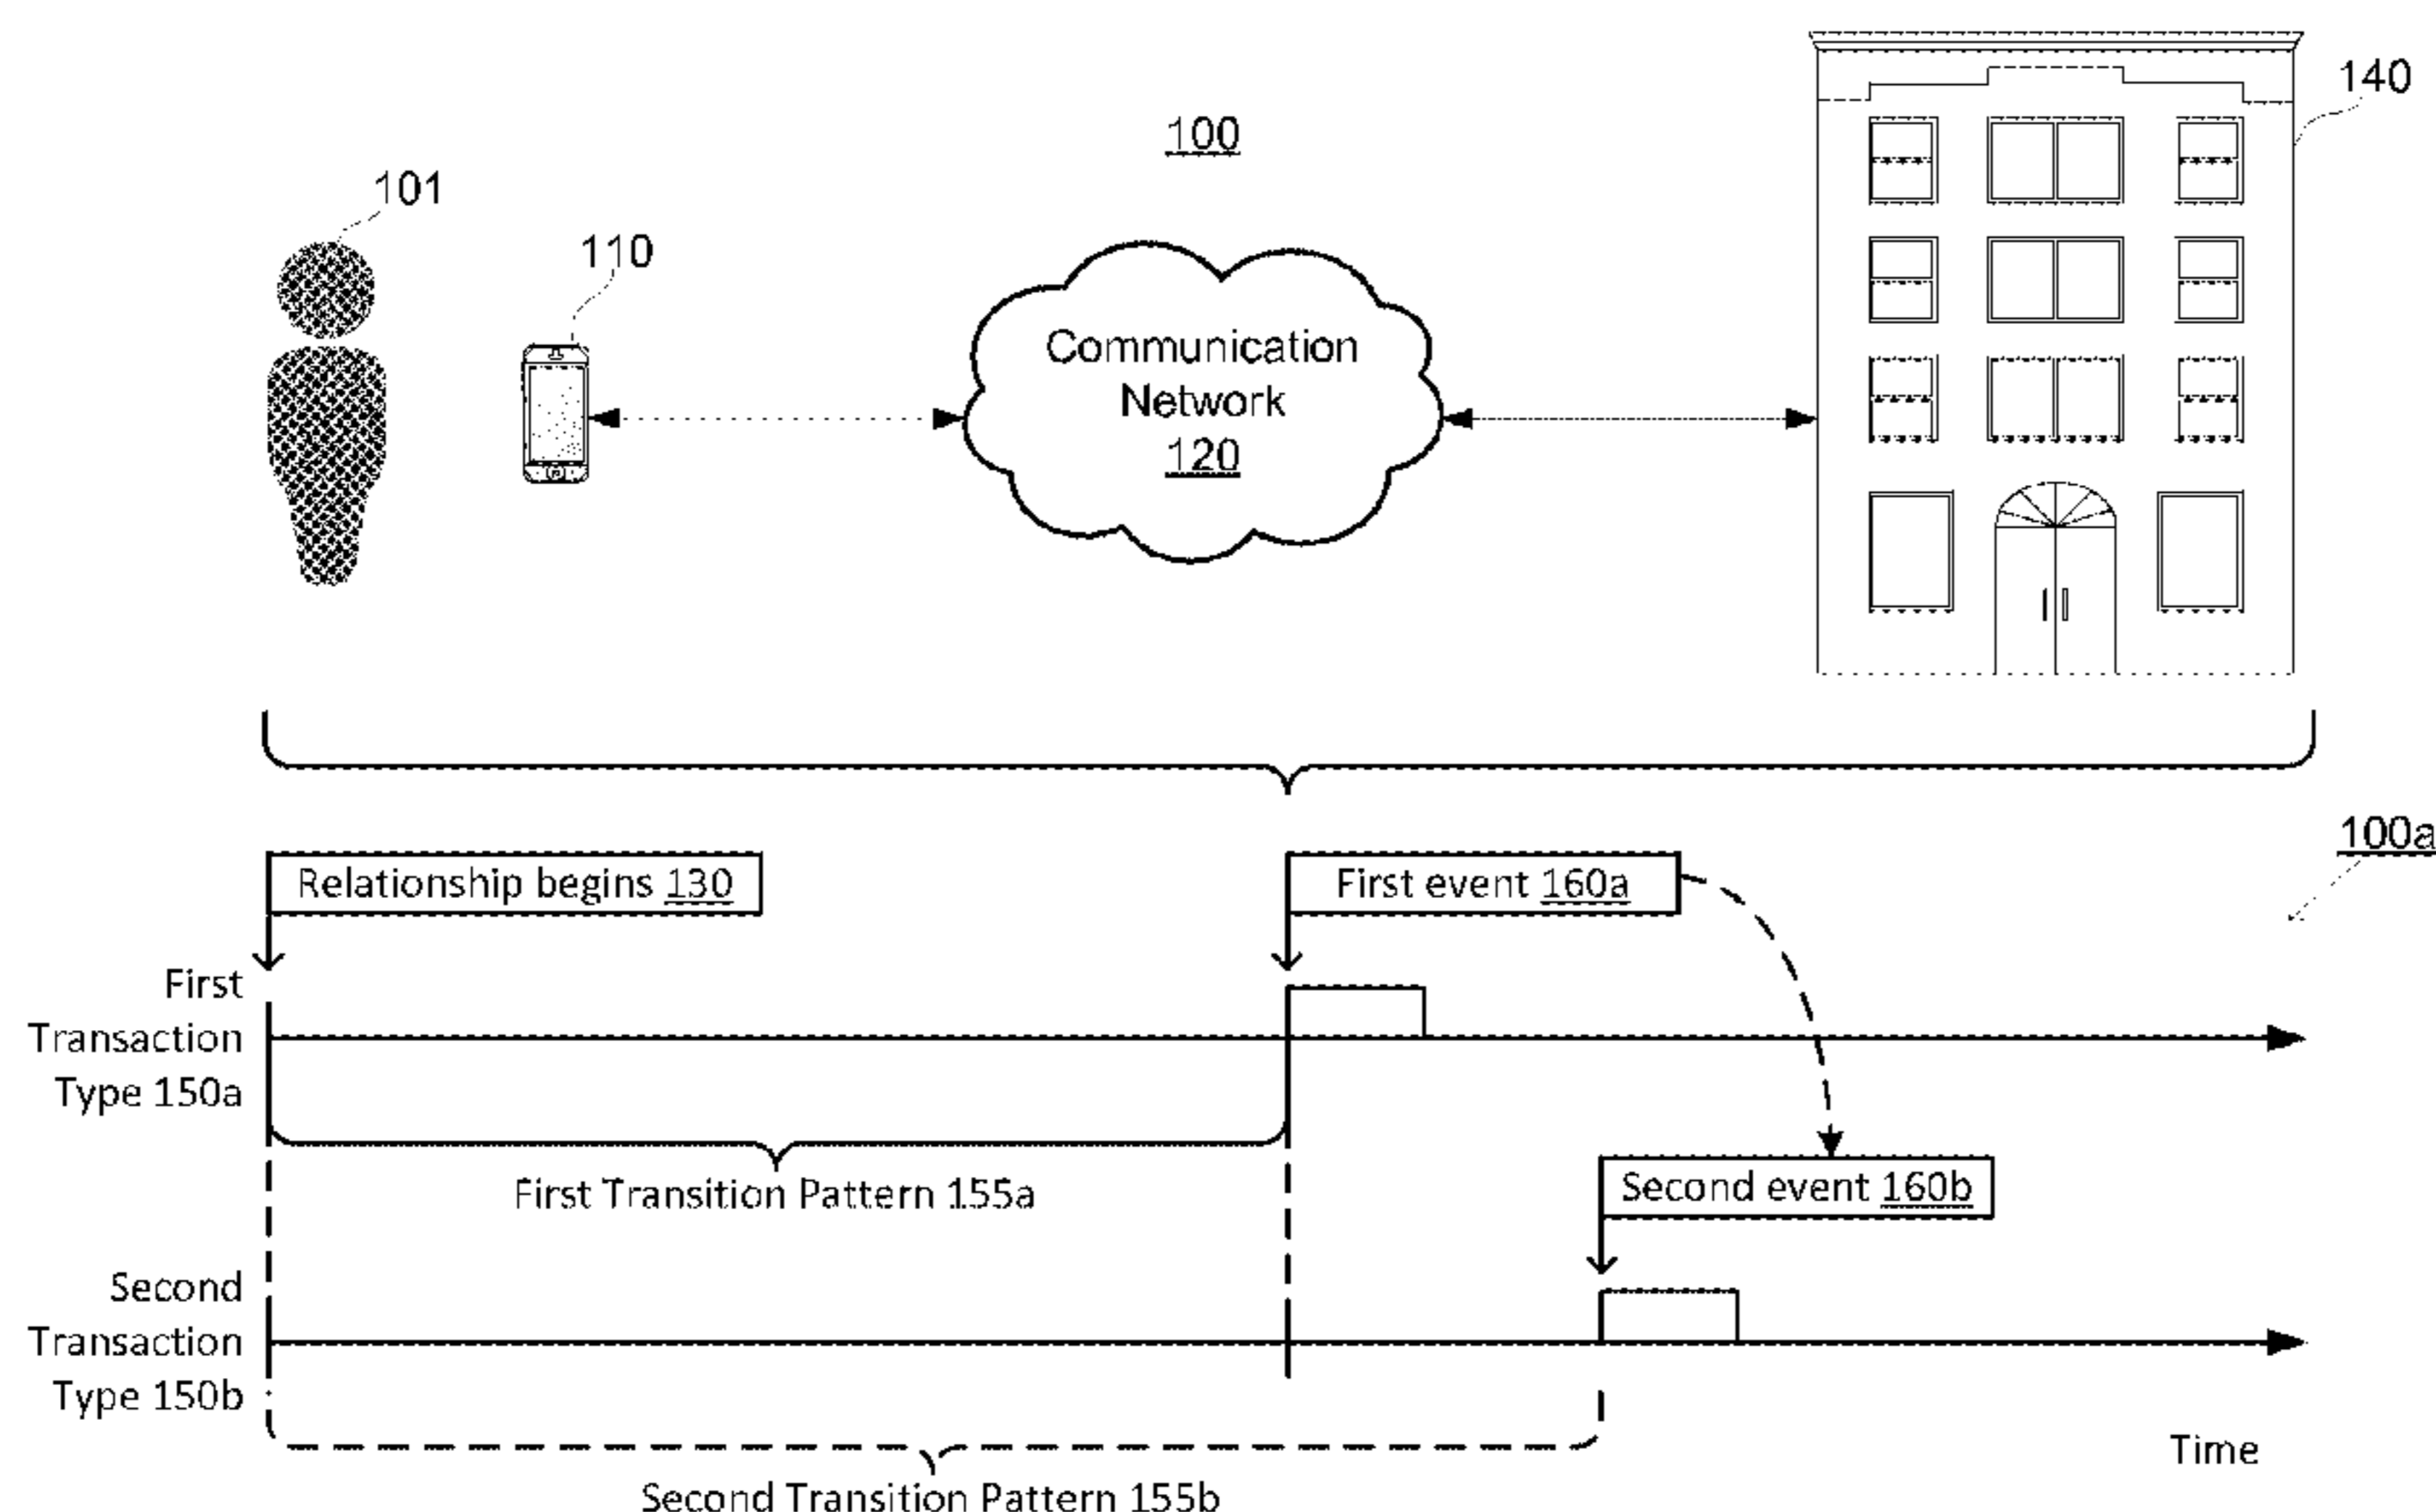 100
140
101
110
Communication
Network
120
100a
Relationship begins 130
First event 160a
First
Transaction
Type 150a
First Transition Pattern 155a
Second event 160b
Second
Transaction
Type 150b
Time
Second Transition Pattern 155b